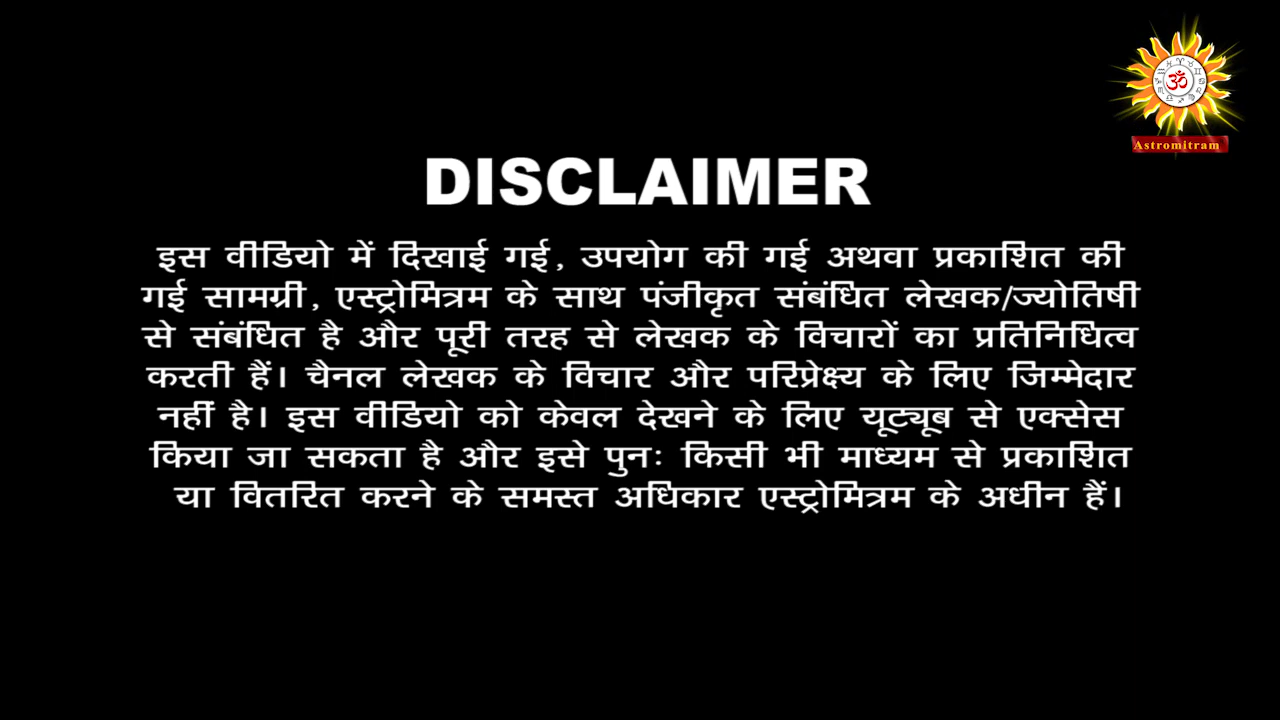 Astromitram
DISCLAIMER
इस वीडियो में दिखाई गई, उपयोग की गई अथवा प्रकाशित की
गई सामग्री, एस्ट्रोमित्रम के साथ पंजीकृत संबंधित लेखक/ज्योतिषी
से संबंधित है और पूरी तरह से लेखक के विचारों का प्रतिनिधित्व
करती हैं। चैनल लेखक के विचार और परिप्रेक्ष्य के लिए जिम्मेदार
नहीं है। इस वीडियो को केवल देखने के लिए यूट्यूब से एक्सेस
किया जा सकता है और इसे पुनः किसी भी माध्यम से प्रकाशित
या वितरित करने के समस्त अधिकार एस्ट्रोमित्रम के अधीन हैं।
ॐ